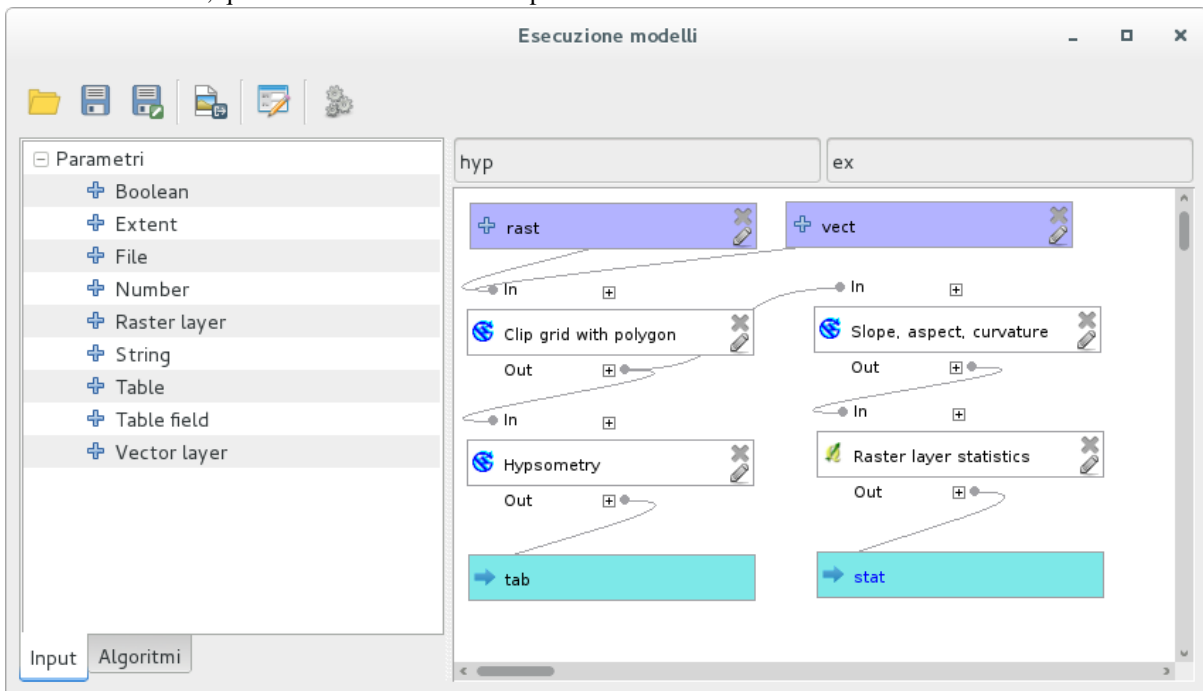 Esecuzione modelli
Parametri
Boolean
Extent
File
Number
Raster layer
String
Table
Table field
Vector layer
Input
Algoritmi
hyp
ex
rast
vect
In
In
Clip grid with polygon
Slope, aspect, curvature
Out
Out
In
In
Hypsometry
Raster layer statistics
Out
Out
tab
stat